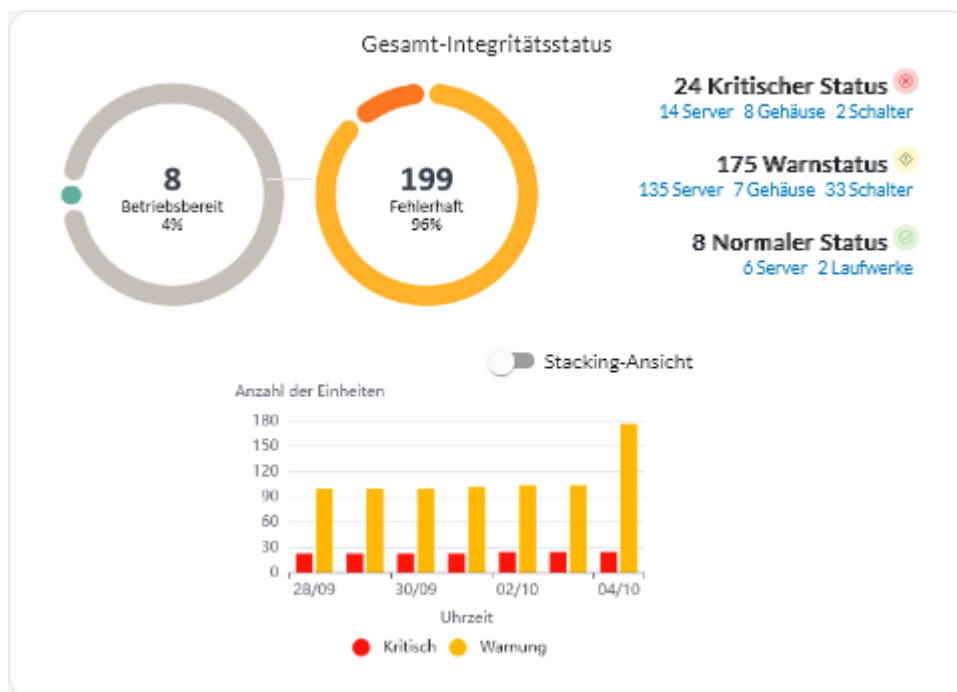 Gesamt-Integritätsstatus
8
Betriebsbereit
4%
199
Fehlerhaft
96%
24 Kritischer Status
14 Server 8 Gehäuse 2 Schalter
175 Warnstatus
135 Server 7 Gehäuse 33 Schalter
8 Normaler Status
6 Server 2 Laufwerke
Stacking-Ansicht
Anzahl der Einheiten
180
150
120
90
60
30
0
28/09 30/09 02/10 04/10
Uhrzeit
Kritisch Warnung